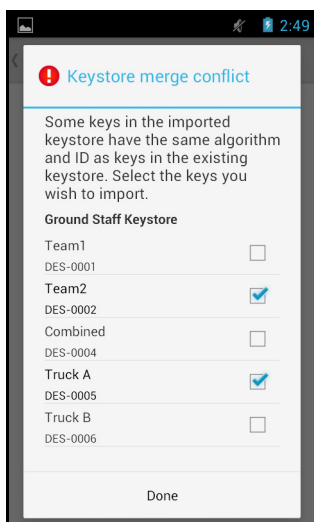 2:49
Keystore merge conflict
Some keys in the imported
keystore have the same algorithm
and ID as keys in the existing
keystore. Select the keys you
wish to import.
Ground Staff Keystore
Team1
DES-0001
Team2
DES-0002
Combined
DES-0004
Truck A
DES-0005
Truck B
DES-0006
Done